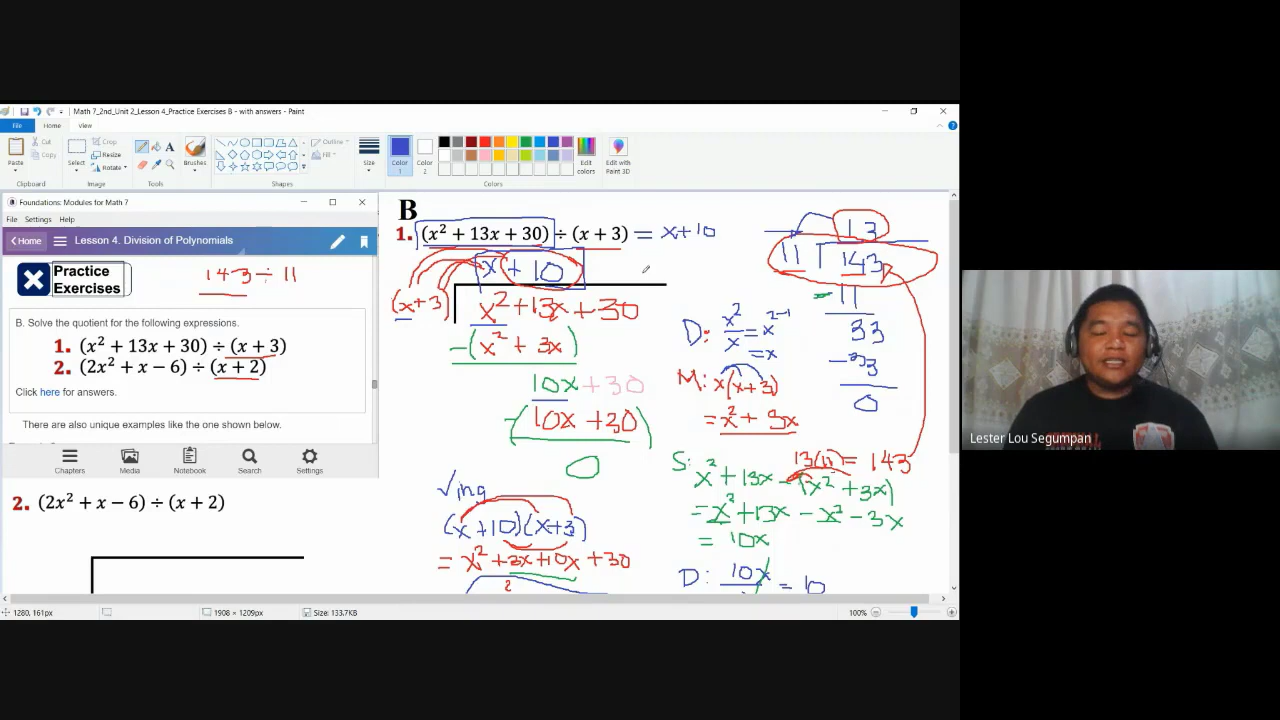 Math 7_2nd_Unit 2_Lesson 4_Practice Exercises B - with answers - Paint
File Home View
Paste Cut Copy Select Crop Resize Rotate Brushes Outline Fill Size Color 1 Color 2 Edit colors Edit with Paint 3D
Clipboard Image Tools Shapes Colors
Foundations: Modules for Math 7
File Settings Help
Home Lesson 4. Division of Polynomials
Practice Exercises
143 ÷ 11
B. Solve the quotient for the following expressions.
1. (x² + 13x + 30) ÷ (x + 3)
2. (2x² + x − 6) ÷ (x + 2)
Click here for answers.
There are also unique examples like the one shown below.
Chapters Media Notebook Search Settings
2. (2x² + x − 6) ÷ (x + 2)
B
1. (x² + 13x + 30) ÷ (x + 3) = x+10
x + 10
(x+3) x²+13x+30
−(x² + 3x)
10x+30
−(10x +30)
0
√ing
(x+10)(x+3)
= x²+3x+10x+30
13
11 143
− 11
33
− 33
0
D: x²/x = x²⁻¹
= x
M: x(x+3)
= x²+ 3x
13(11) = 143
S: x²+13x −(x²+3x)
= x²+13x − x² − 3x
= 10x
D: 10x = 10
1280, 161px 1908 × 1209px Size: 133.7KB 100%
Lester Lou Segumpan